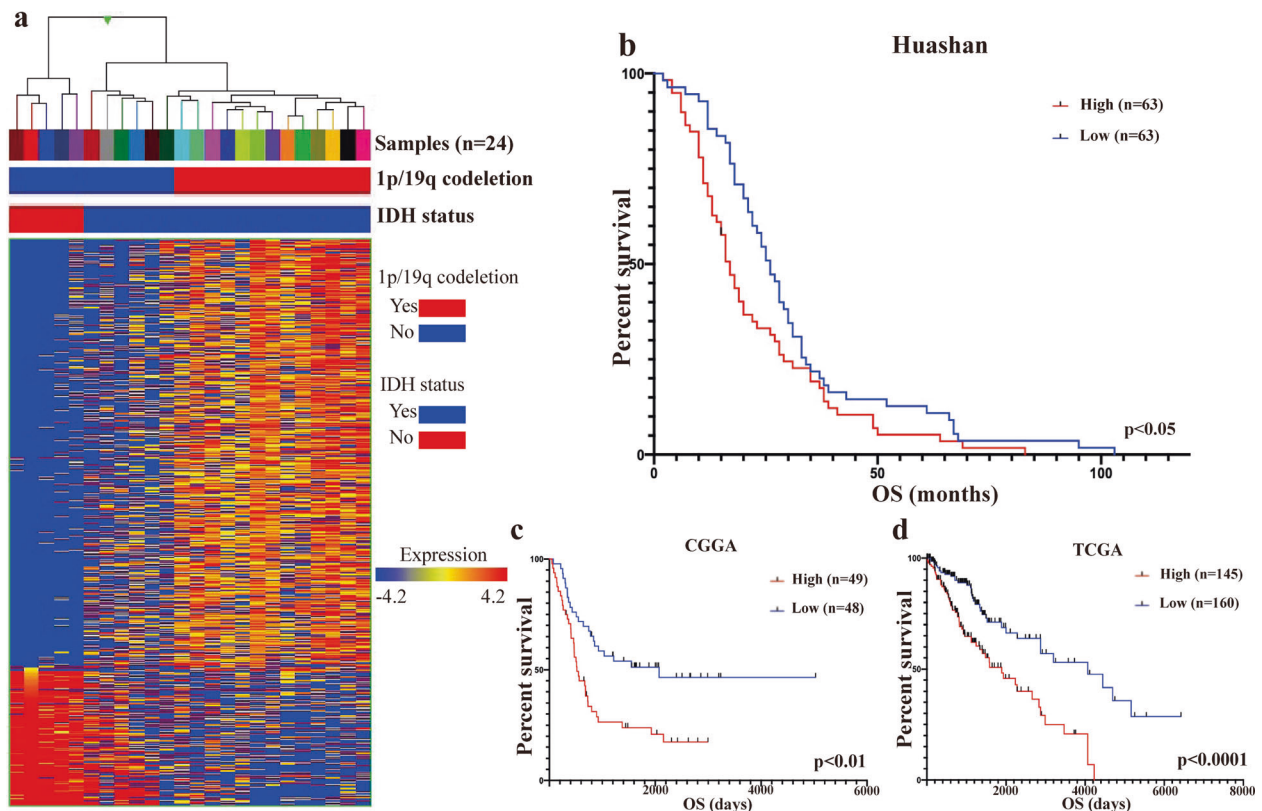 a
Samples (n=24)
1p/19q codeletion
IDH status
1p/19q codeletion
Yes
No
IDH status
Yes
No
Expression
-4.2 4.2
b
Huashan
High (n=63)
Low (n=63)
Percent survival
100
50
0
0 50 100
p<0.05
OS (months)
c
CGGA
High (n=49)
Low (n=48)
Percent survival
100
50
0
0 2000 4000 6000
p<0.01
OS (days)
d
TCGA
High (n=145)
Low (n=160)
Percent survival
100
50
0
0 2000 4000 6000 8000
p<0.0001
OS (days)